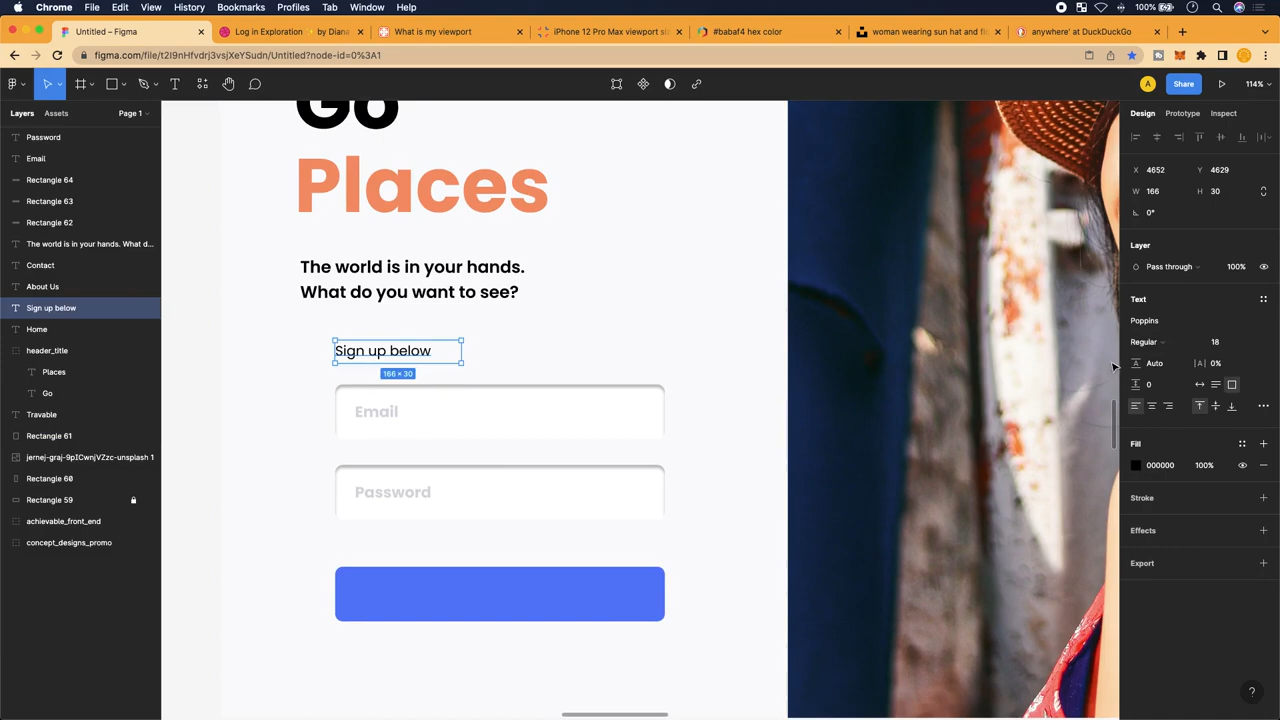 Chrome File Edit View History Bookmarks Profiles Tab Window Help 100%
Untitled – Figma Log in Exploration by Diana What is my viewport iPhone 12 Pro Max viewport si #babaf4 hex color woman wearing sun hat and fl anywhere' at DuckDuckGo
figma.com/file/t2I9nHfvdrj3vsjXeYSudn/Untitled?node-id=0%3A1
A Share 114%
Layers Assets Page 1
Password
Email
Rectangle 64
Rectangle 63
Rectangle 62
The world is in your hands. What d...
Contact
About Us
Sign up below
Home
header_title
Places
Go
Travable
Rectangle 61
jernej-graj-9pICwnjVZzc-unsplash 1
Rectangle 60
Rectangle 59
achievable_front_end
concept_designs_promo
Go
Places
The world is in your hands.
What do you want to see?
Sign up below
166 × 30
Email
Password
Design Prototype Inspect
X 4652 Y 4629
W 166 H 30
0°
Layer
Pass through 100%
Text
Poppins
Regular 18
Auto |A| 0%
0
Fill
000000 100%
Stroke
Effects
Export
?